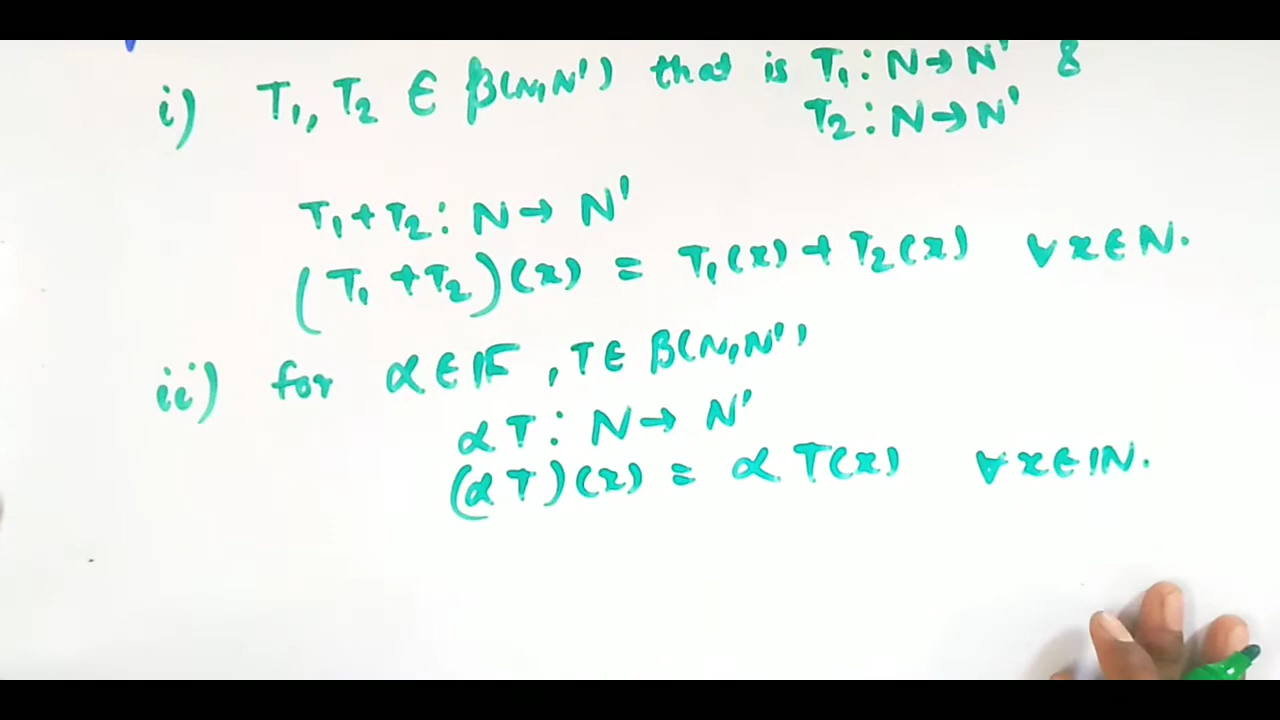 i) T₁, T₂ ∈ β(N,N') that is T₁ : N → N' &
T₂ : N → N'
T₁ + T₂ : N → N'
(T₁ + T₂)(x) = T₁(x) + T₂(x) ∀ x ∈ N.
ii) for α ∈ 𝔽, T ∈ β(N,N')
αT : N → N'
(αT)(x) = α T(x) ∀ x ∈ ℕ.